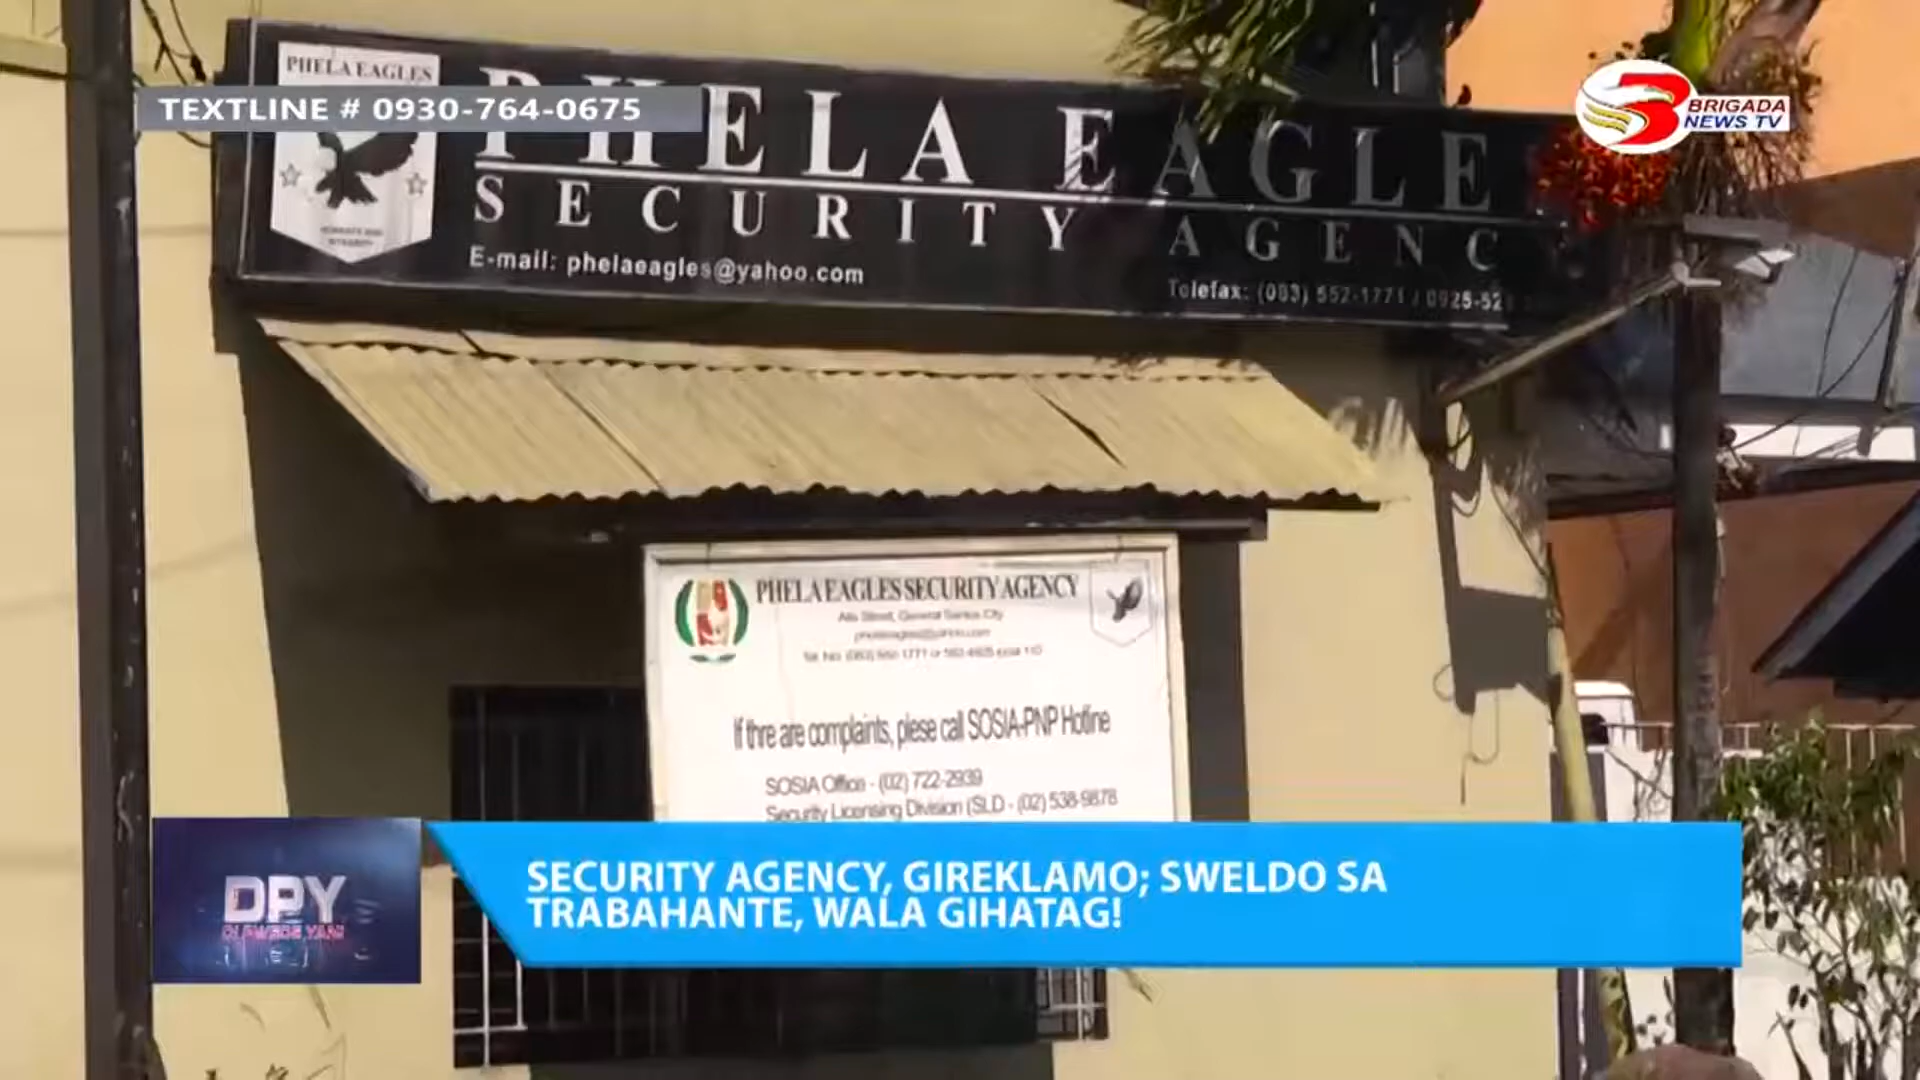 PHELA EAGLES
TEXTLINE # 0930-764-0675
BRIGADA
NEWS TV
PHELA EAGLE
SECURITY AGENC
E-mail: phelaeagles@yahoo.com
Telefax: (083) 552-1771 / 0925-52
PHELA EAGLES SECURITY AGENCY
General Santos City
phelaeagles@yahoo.com
If thre are complaints, plese call SOSIA-PNP Hotline
SOSIA Office - (02) 722-2939
Security Licensing Division (SLD - (02) 538-9878
DPY
SECURITY AGENCY, GIREKLAMO; SWELDO SA
TRABAHANTE, WALA GIHATAG!